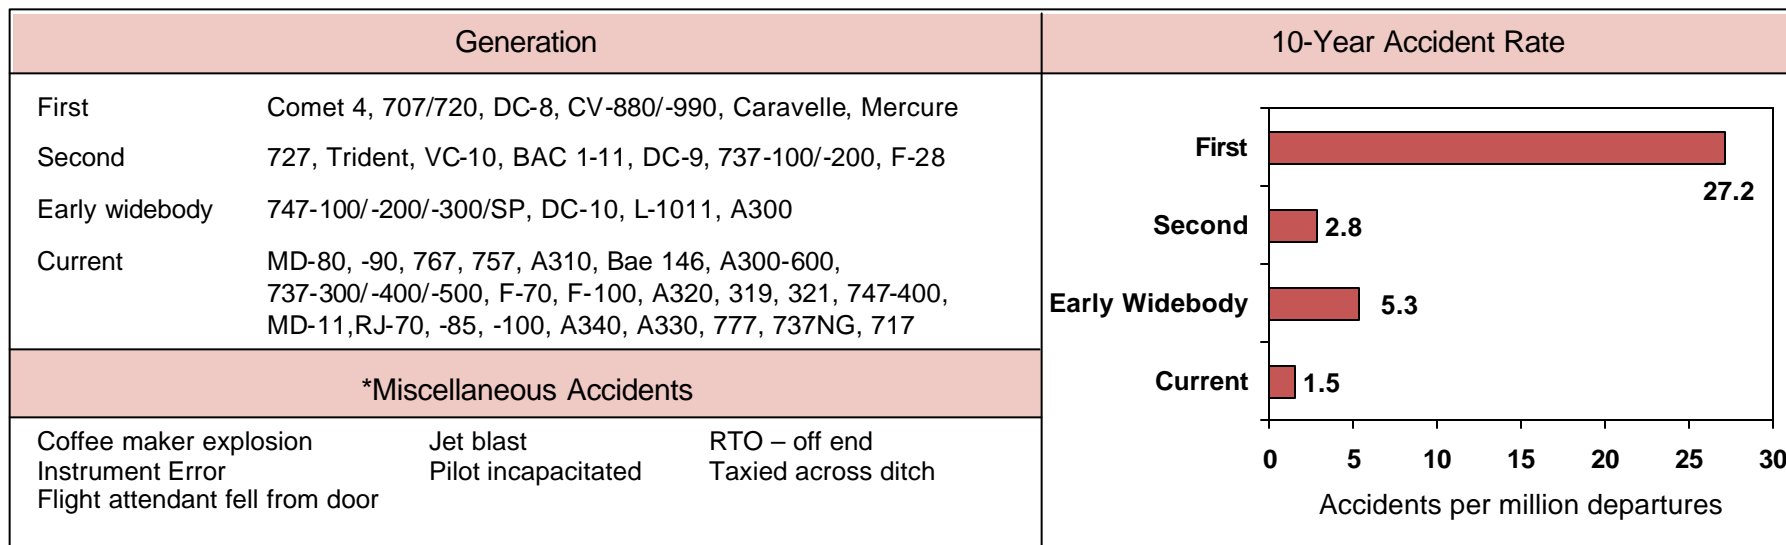 Generation
First Comet 4, 707/720, DC-8, CV-880/-990, Caravelle, Mercure
Second 727, Trident, VC-10, BAC 1-11, DC-9, 737-100/-200, F-28
Early widebody 747-100/-200/-300/SP, DC-10, L-1011, A300
Current MD-80, -90, 767, 757, A310, Bae 146, A300-600,
737-300/-400/-500, F-70, F-100, A320, 319, 321, 747-400,
MD-11,RJ-70, -85, -100, A340, A330, 777, 737NG, 717
*Miscellaneous Accidents
Coffee maker explosion Jet blast RTO – off end
Instrument Error Pilot incapacitated Taxied across ditch
Flight attendant fell from door
10-Year Accident Rate
First
27.2
Second 2.8
Early Widebody 5.3
Current 1.5
0 5 10 15 20 25 30
Accidents per million departures